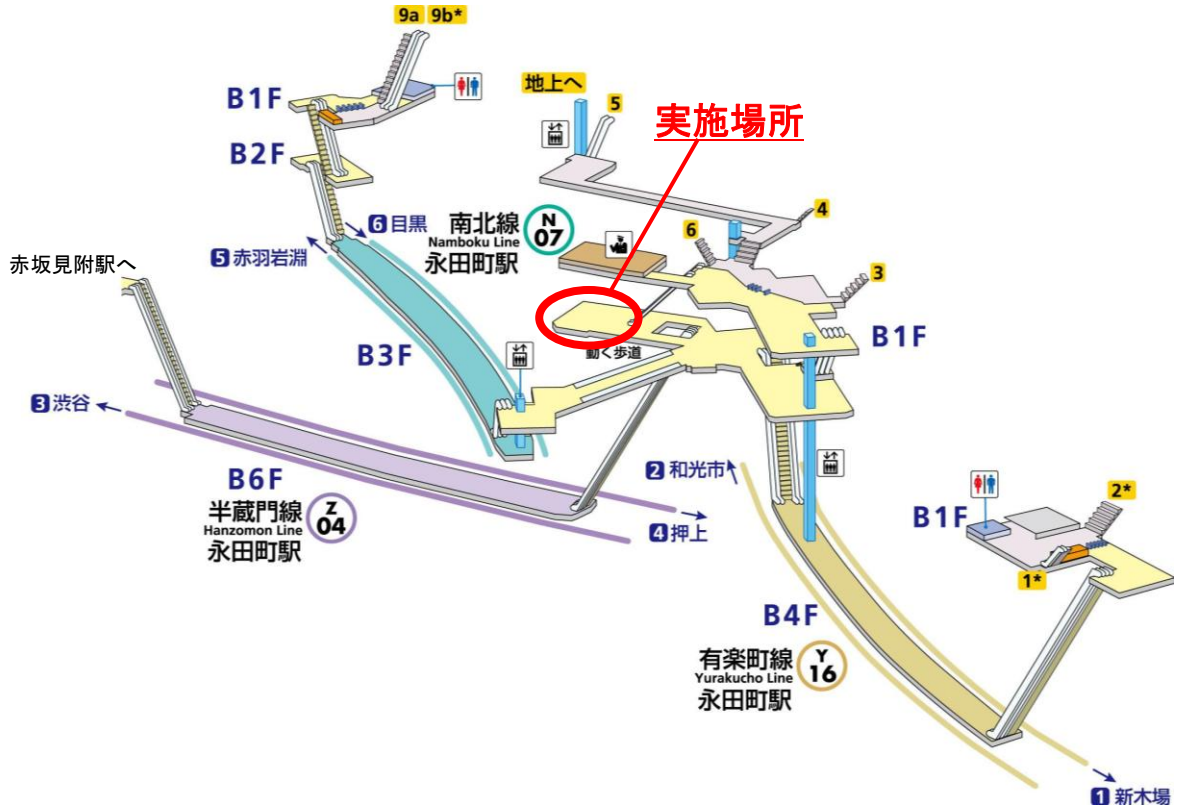 9a 9b*
B1F
B2F
地上へ
5
実施場所
4
6
3
6 目黒
南北線
Namboku Line
永田町駅
N
07
5 赤羽岩淵
赤坂見附駅へ
B3F
動く歩道
B1F
3 渋谷
B6F
半蔵門線
Hanzomon Line
永田町駅
Z
04
4 押上
2 和光市
B1F
2*
1*
B4F
有楽町線
Yurakucho Line
永田町駅
Y
16
1 新木場